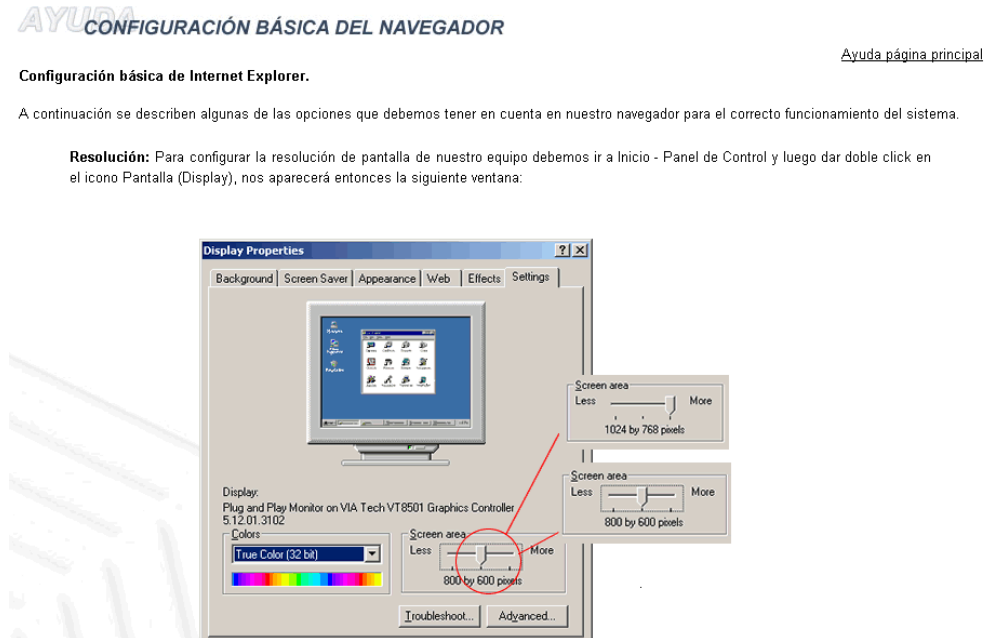 AYUDA
CONFIGURACIÓN BÁSICA DEL NAVEGADOR
Ayuda página principal
Configuración básica de Internet Explorer.
A continuación se describen algunas de las opciones que debemos tener en cuenta en nuestro navegador para el correcto funcionamiento del sistema.
Resolución: Para configurar la resolución de pantalla de nuestro equipo debemos ir a Inicio - Panel de Control y luego dar doble click en
el icono Pantalla (Display), nos aparecerá entonces la siguiente ventana:
Display Properties
Background
Screen Saver
Appearance
Web
Effects
Settings
Screen area
Less
More
1024 by 768 pixels
Screen area
Less
More
800 by 600 pixels
Display:
Plug and Play Monitor on VIA Tech VT8501 Graphics Controller
5.12.01.3102
Colors
True Color (32 bit)
Screen area
Less
More
800 by 600 pixels
Troubleshoot...
Advanced...